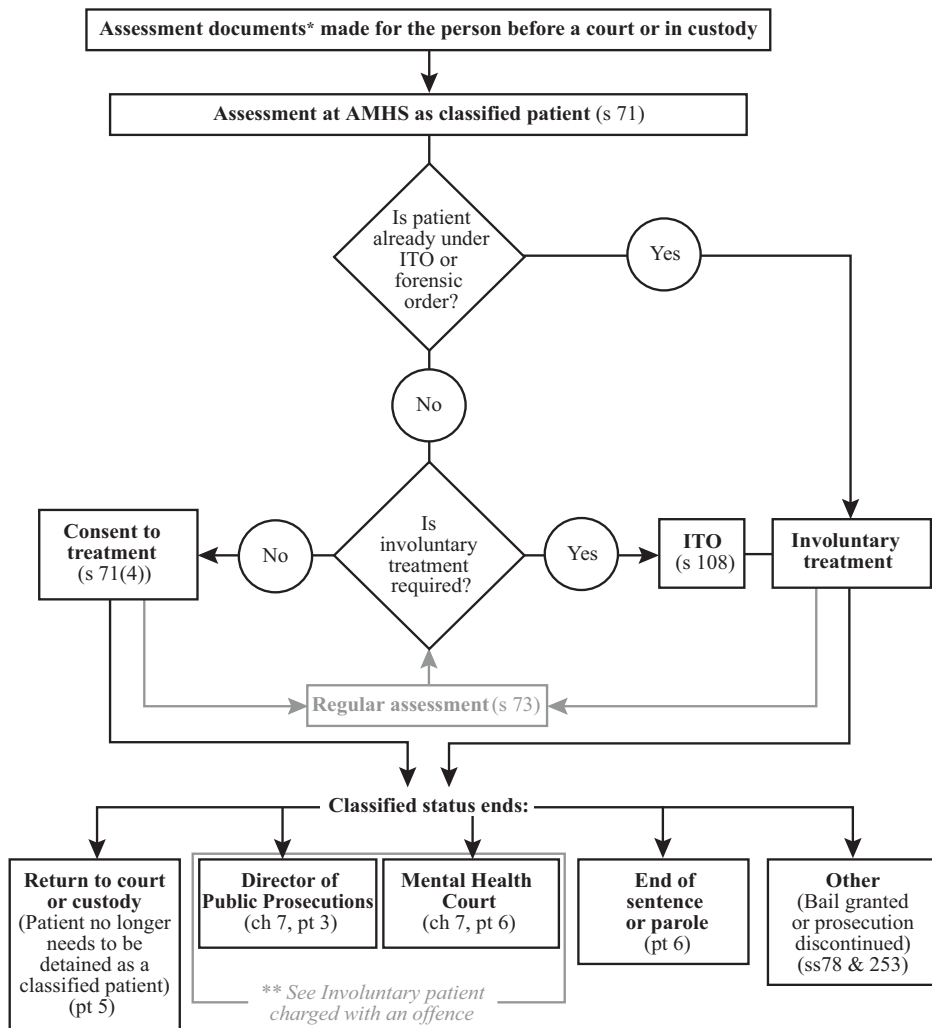 Assessment documents* made for the person before a court or in custody
Assessment at AMHS as classified patient (s 71)
Is patient
already under
ITO or
forensic
order?
Yes
No
Consent to
treatment
(s 71(4))
No
Is
involuntary
treatment
required?
Yes
ITO
(s 108)
Involuntary
treatment
Regular assessment (s 73)
Classified status ends:
Return to court
or custody
(Patient no longer
needs to be
detained as a
classified patient)
(pt 5)
Director of
Public Prosecutions
(ch 7, pt 3)
Mental Health
Court
(ch 7, pt 6)
End of
sentence
or parole
(pt 6)
Other
(Bail granted
or prosecution
discontinued)
(ss78 & 253)
** See Involuntary patient
charged with an offence